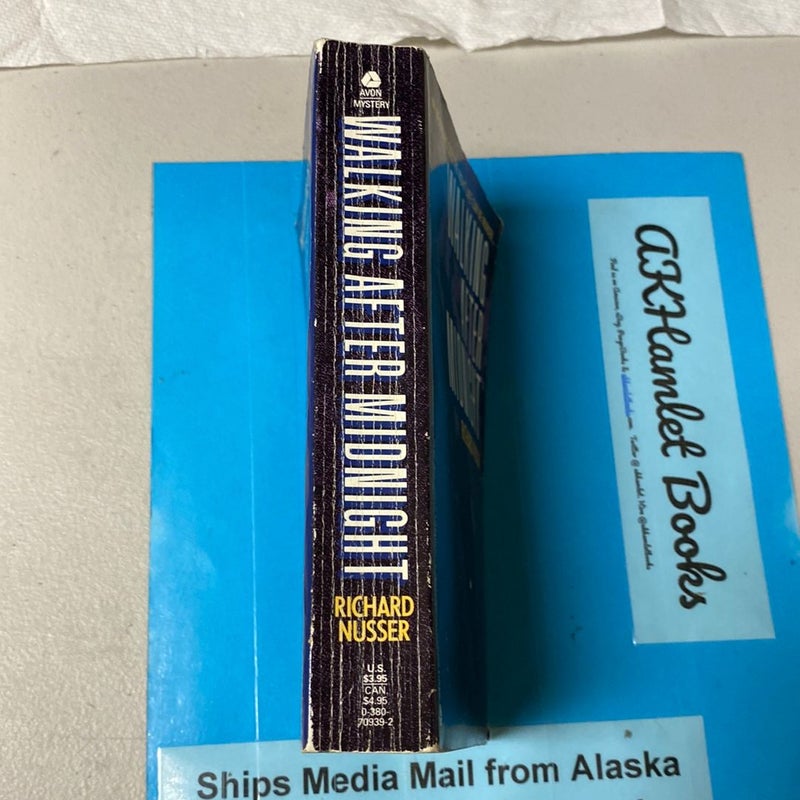 AVON
MYSTERY
WALKING AFTER MIDNIGHT
RICHARD
NUSSER
U.S.
$3.95
CAN.
$4.95
0-380-
70939-2
AKHamlet Books
Ships Media Mail from Alaska